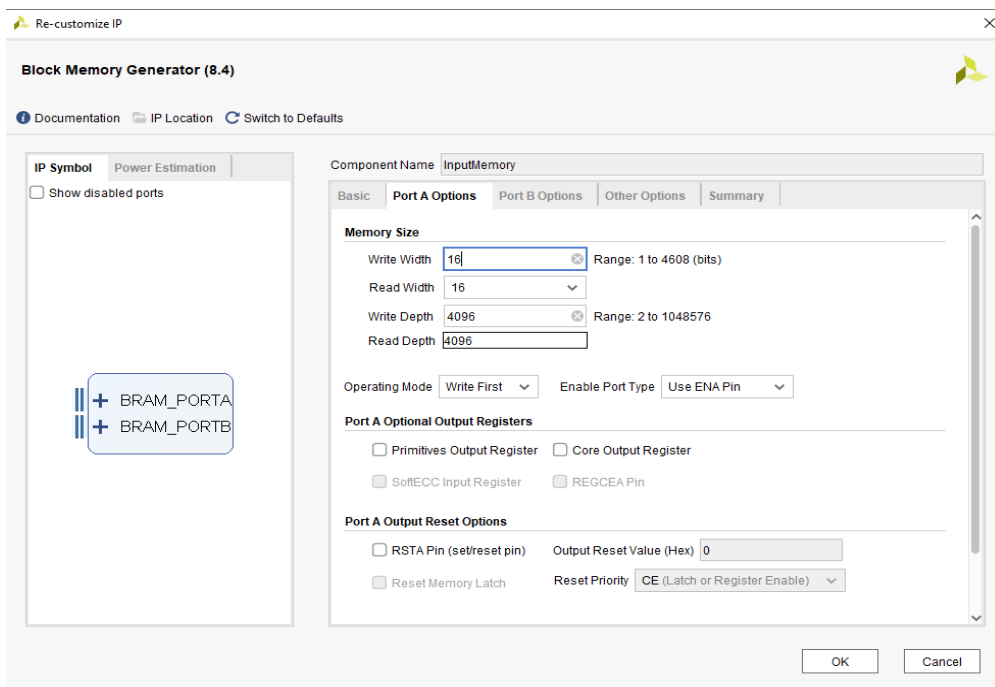 Re-customize IP
Block Memory Generator (8.4)
Documentation IP Location Switch to Defaults
IP Symbol Power Estimation
Show disabled ports
BRAM_PORTA
BRAM_PORTB
Component Name InputMemory
Basic Port A Options Port B Options Other Options Summary
Memory Size
Write Width 16 Range: 1 to 4608 (bits)
Read Width 16
Write Depth 4096 Range: 2 to 1048576
Read Depth 4096
Operating Mode Write First Enable Port Type Use ENA Pin
Port A Optional Output Registers
Primitives Output Register Core Output Register
SoftECC Input Register REGCEA Pin
Port A Output Reset Options
RSTA Pin (set/reset pin) Output Reset Value (Hex) 0
Reset Memory Latch Reset Priority CE (Latch or Register Enable)
OK Cancel